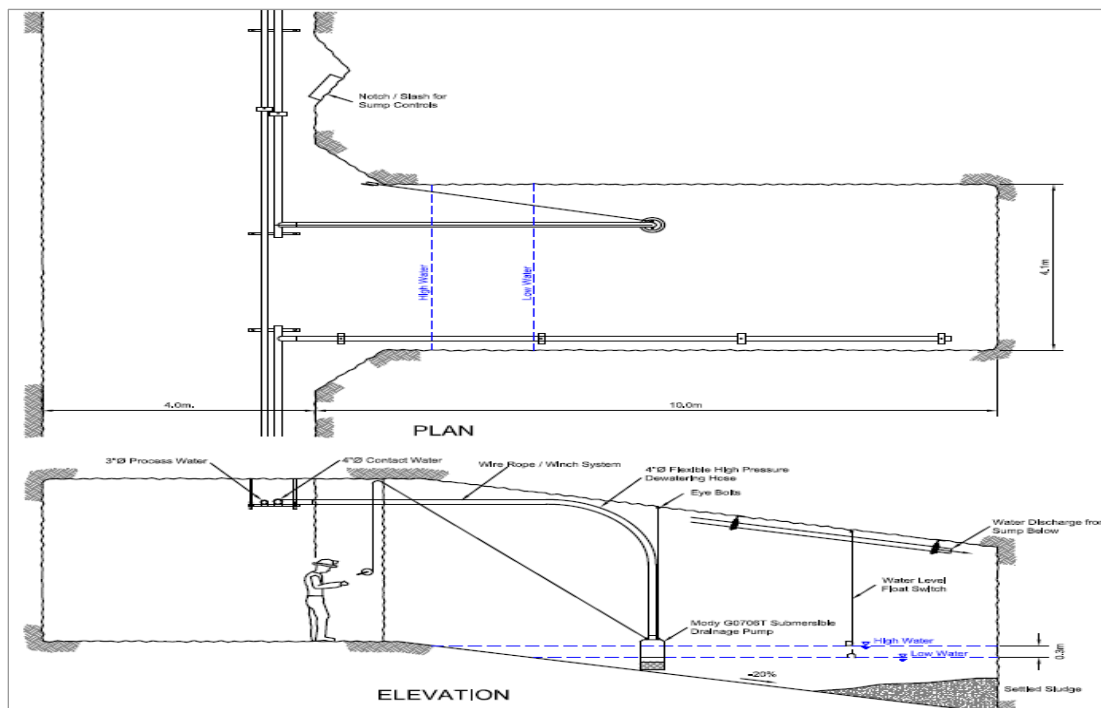 Notch / Slash for
Sump Controls
High Water
Low Water
4.1m
4.0m.
10.0m
PLAN
3"Ø Process Water
4"Ø Contact Water
Wire Rope / Winch System
4"Ø Flexible High Pressure
Dewatering Hose
Eye Bolts
Water Discharge from
Sump Below
Water Level
Float Switch
Mody G0706T Submersible
Drainage Pump
High Water
Low Water
0.3m
-20%
Settled Sludge
ELEVATION